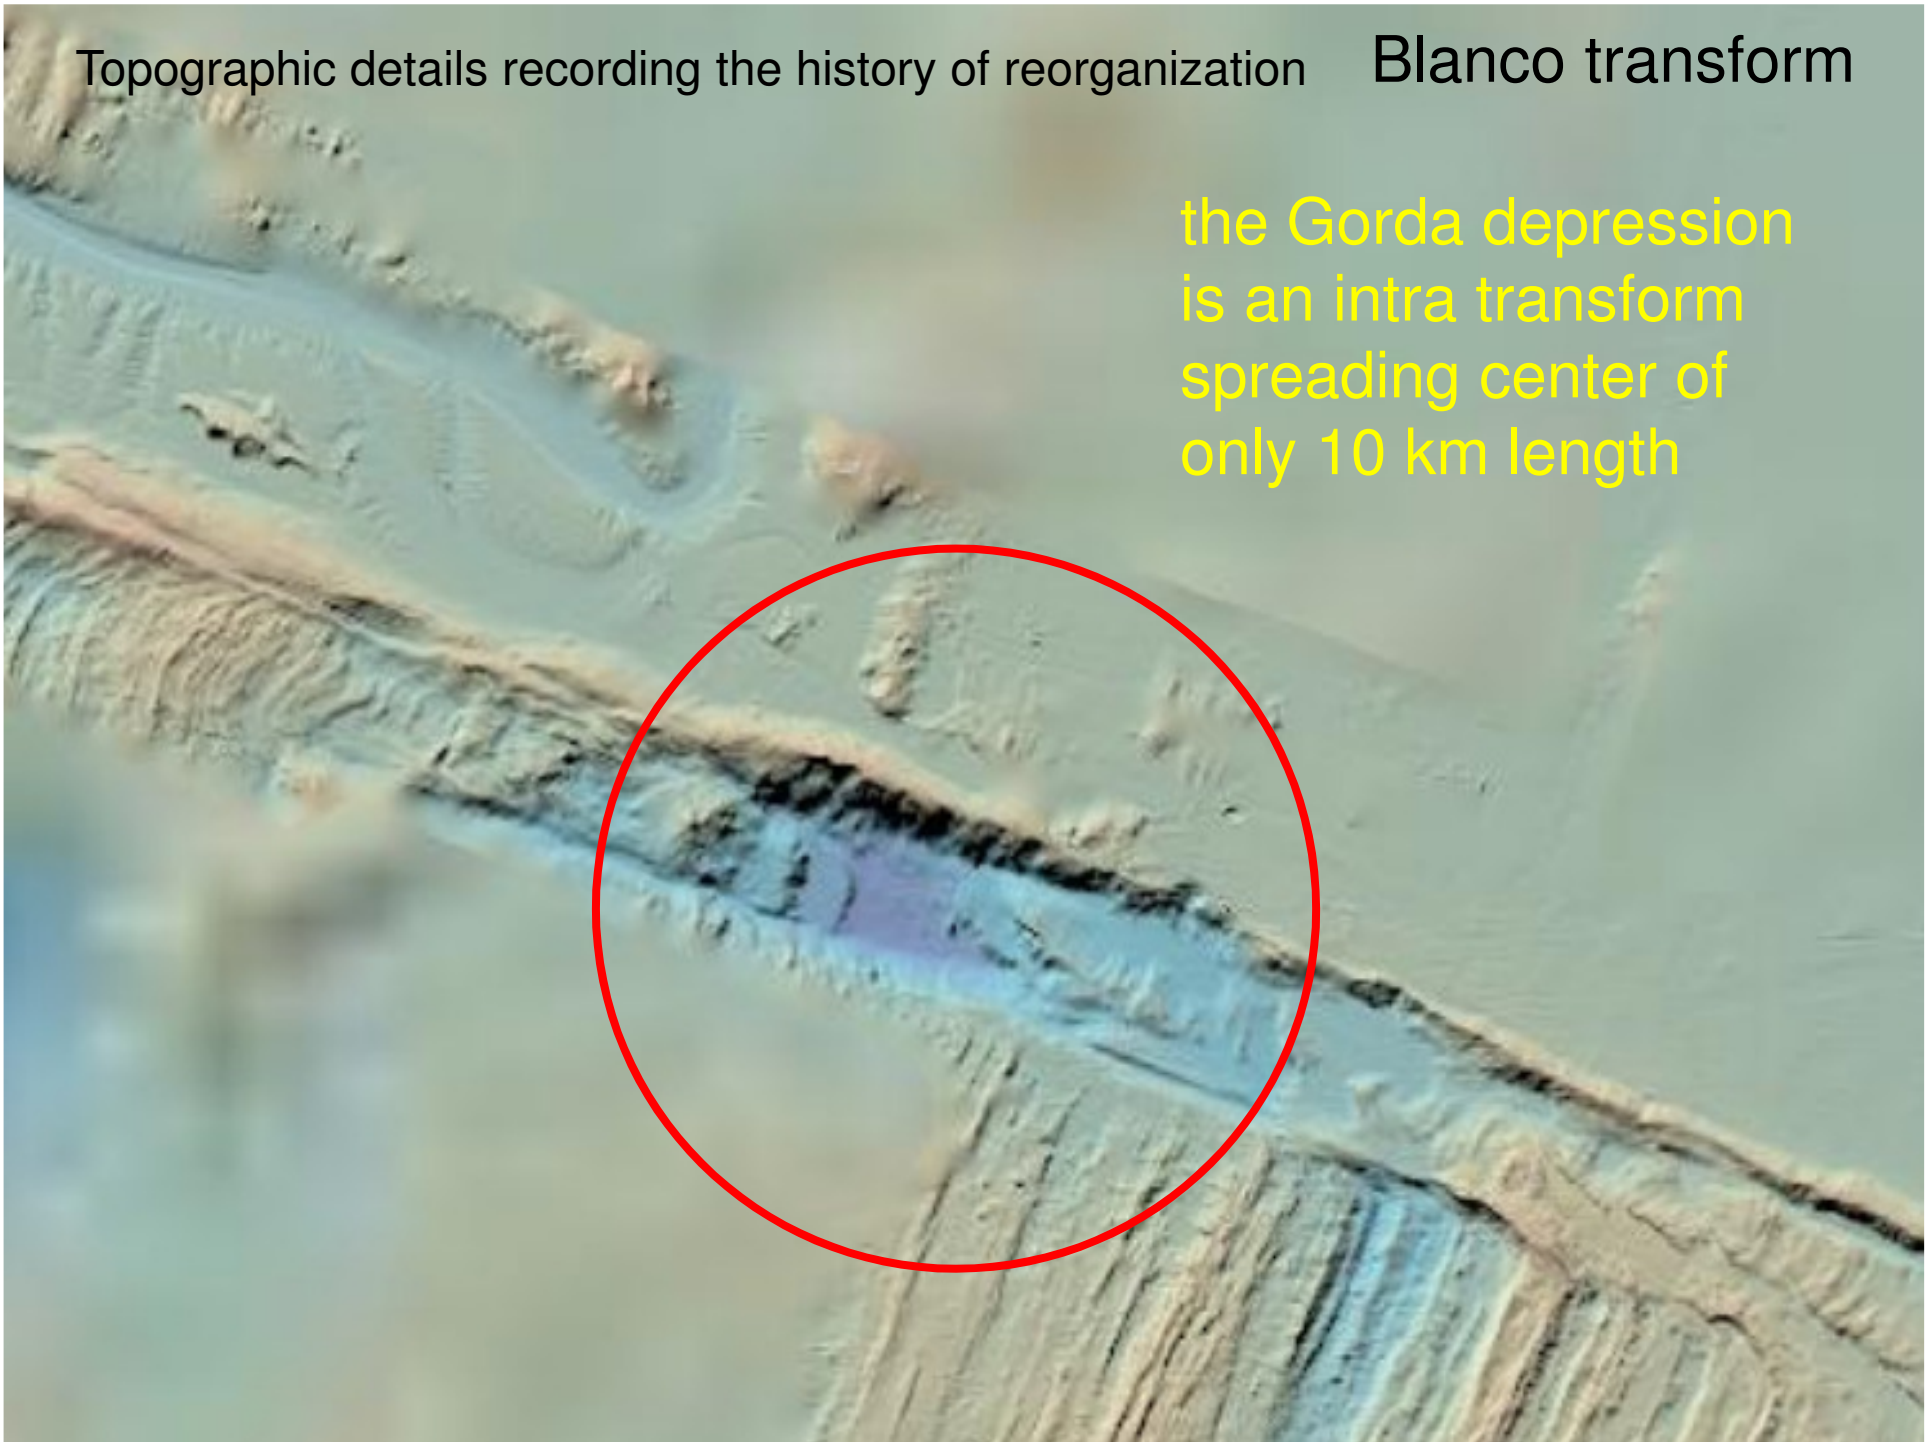 Topographic details recording the history of reorganization
Blanco transform
the Gorda depression
is an intra transform
spreading center of
only 10 km length